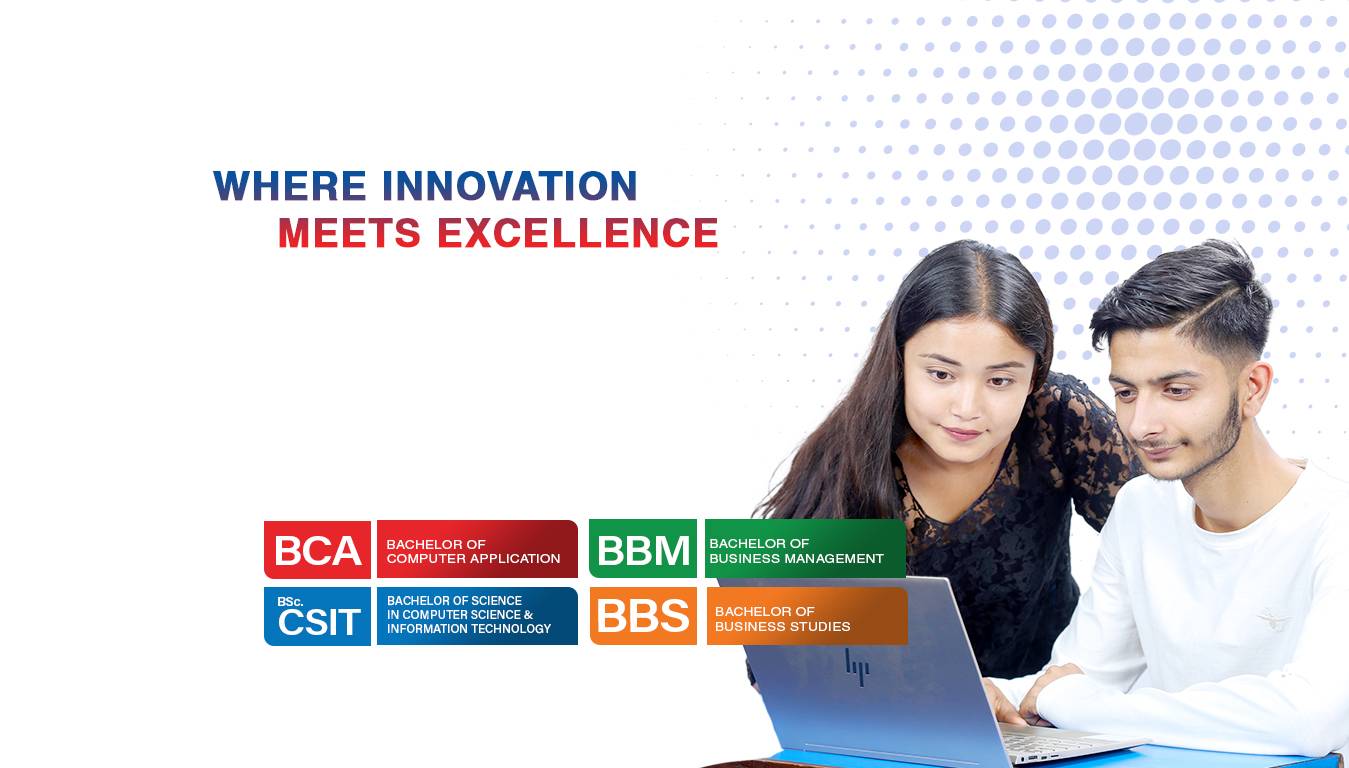 WHERE INNOVATION
MEETS EXCELLENCE
BCA
BACHELOR OF
COMPUTER APPLICATION
BBM
BACHELOR OF
BUSINESS MANAGEMENT
BSc.
CSIT
BACHELOR OF SCIENCE
IN COMPUTER SCIENCE &
INFORMATION TECHNOLOGY
BBS
BACHELOR OF
BUSINESS STUDIES
hp